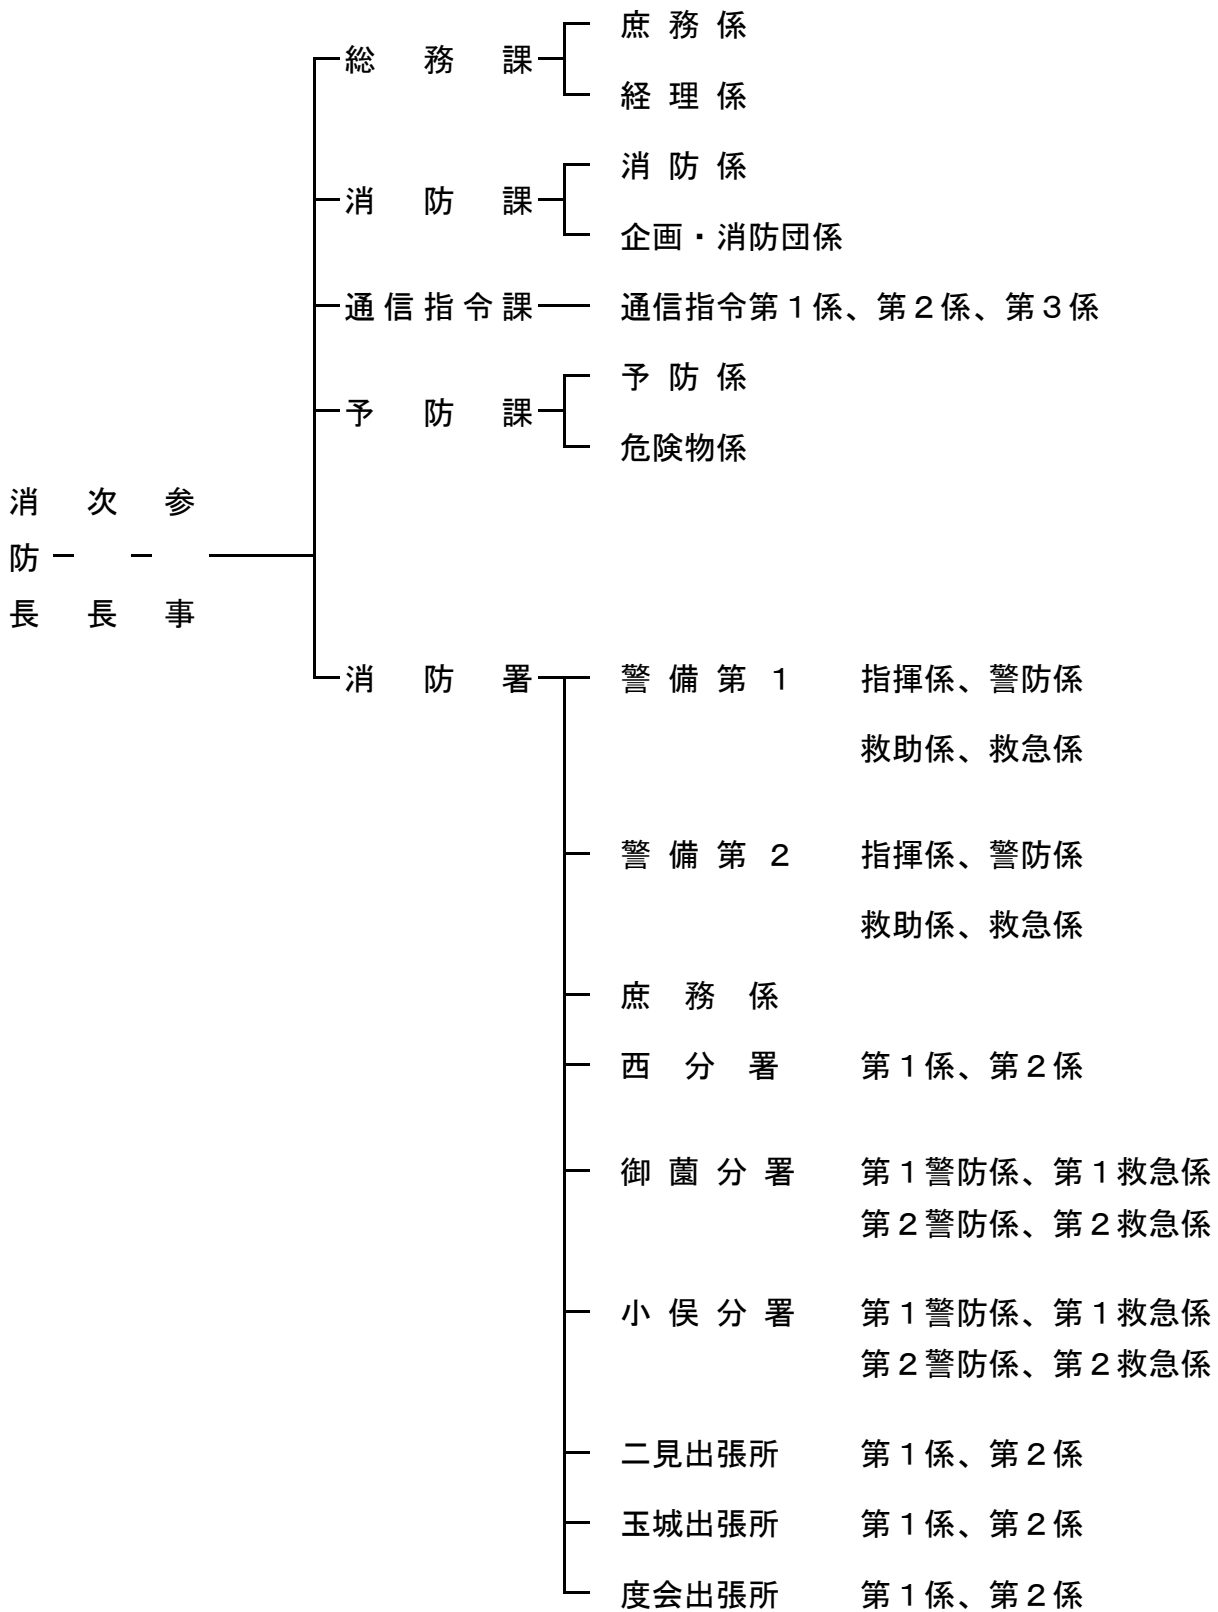 庶務係
総務課
経理係
消防係
消防課
企画・消防団係
通信指令課 通信指令第１係、第２係、第３係
予防係
予防課
危険物係
消防長
次長
参事
消防署 警備第１ 指揮係、警防係
救助係、救急係
警備第２ 指揮係、警防係
救助係、救急係
庶務係
西分署 第１係、第２係
御薗分署 第１警防係、第１救急係
第２警防係、第２救急係
小俣分署 第１警防係、第１救急係
第２警防係、第２救急係
二見出張所 第１係、第２係
玉城出張所 第１係、第２係
度会出張所 第１係、第２係